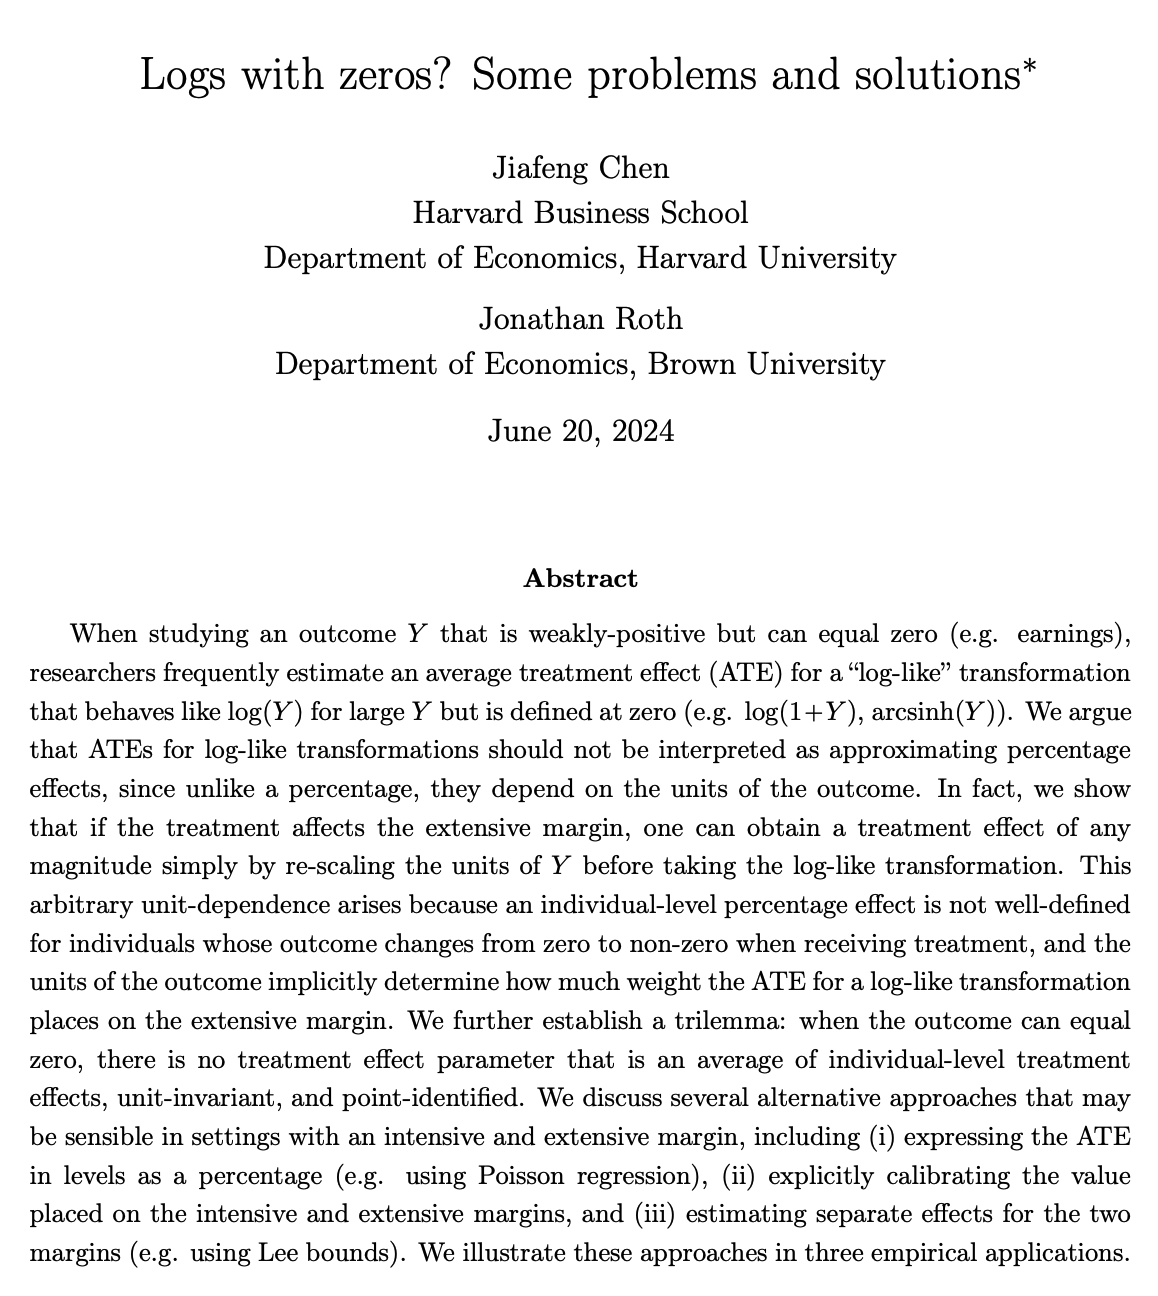 Logs with zeros? Some problems and solutions*
Jiafeng Chen
Harvard Business School
Department of Economics, Harvard University
Jonathan Roth
Department of Economics, Brown University
June 20, 2024
Abstract
When studying an outcome Y that is weakly-positive but can equal zero (e.g. earnings),
researchers frequently estimate an average treatment effect (ATE) for a “log-like” transformation
that behaves like log(Y) for large Y but is defined at zero (e.g. log(1+Y), arcsinh(Y)). We argue
that ATEs for log-like transformations should not be interpreted as approximating percentage
effects, since unlike a percentage, they depend on the units of the outcome. In fact, we show
that if the treatment affects the extensive margin, one can obtain a treatment effect of any
magnitude simply by re-scaling the units of Y before taking the log-like transformation. This
arbitrary unit-dependence arises because an individual-level percentage effect is not well-defined
for individuals whose outcome changes from zero to non-zero when receiving treatment, and the
units of the outcome implicitly determine how much weight the ATE for a log-like transformation
places on the extensive margin. We further establish a trilemma: when the outcome can equal
zero, there is no treatment effect parameter that is an average of individual-level treatment
effects, unit-invariant, and point-identified. We discuss several alternative approaches that may
be sensible in settings with an intensive and extensive margin, including (i) expressing the ATE
in levels as a percentage (e.g. using Poisson regression), (ii) explicitly calibrating the value
placed on the intensive and extensive margins, and (iii) estimating separate effects for the two
margins (e.g. using Lee bounds). We illustrate these approaches in three empirical applications.